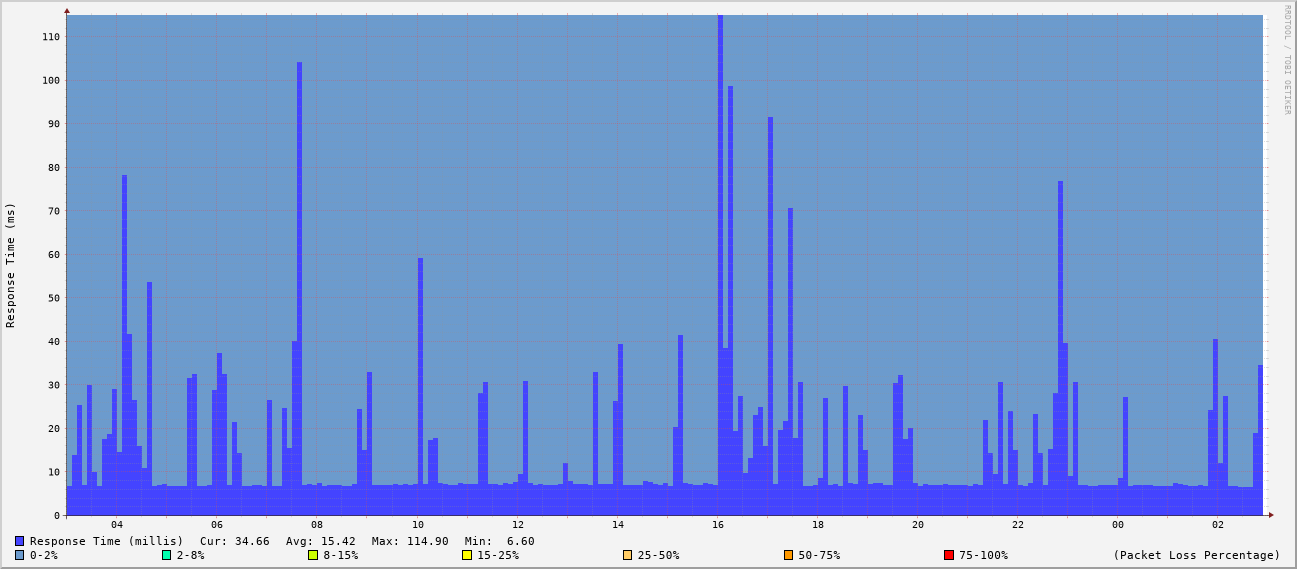 RRDTOOL / TOBI OETIKER
Response Time (ms)
110
100
90
80
70
60
50
40
30
20
10
0
04 06 08 10 12 14 16 18 20 22 00 02
Response Time (millis) Cur: 34.66 Avg: 15.42 Max: 114.90 Min: 6.60
0-2% 2-8% 8-15% 15-25% 25-50% 50-75% 75-100% (Packet Loss Percentage)